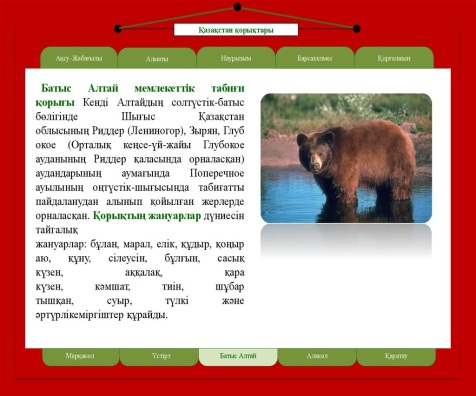 Қазақстан қорықтары
Ақсу-Жабағылы Алматы Наурызым Барсакелмес Қорғалжын
Батыс Алтай мемлекеттік табиғи
қорығы Кенді Алтайдың солтүстік-батыс
бөлігінде Шығыс Қазақстан
облысының Риддер (Лениногор), Зырян, Глуб
окое (Орталық кеңсе-үй-жайы Глубокое
ауданының Риддер қаласында орналасқан)
аудандарының аумағында Поперечное
ауылының оңтүстік-шығысында табиғатты
пайдаланудан алынып қойылған жерлерде
орналасқан. Қорықтың жануарлар дүниесін
тайгалық
жануарлар: бұлан, марал, елік, құдыр, қоңыр
аю, құну, сілеусін, бұлғын, сасық
күзен, аққалақ, қара
күзен, кәмшат, тиін, шұбар
тышқан, суыр, түлкі және
әртүрлікеміргіштер құрайды.
Марқакөл Үстірт Батыс Алтай Алакөл Қаратау